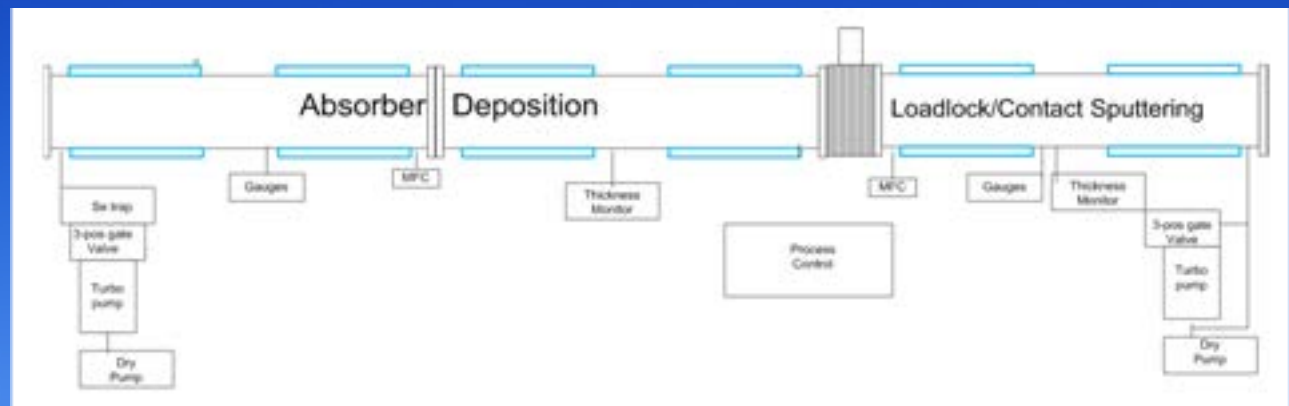 Absorber Deposition
Loadlock/Contact Sputtering
MFC
Gauges
Thickness
Monitor
Se trap
3-pos gate
Valve
Turbo
pump
Dry
Pump
Process
Control
MFC
Gauges
Thickness
Monitor
3-pos gate
Valve
Turbo
pump
Dry
Pump